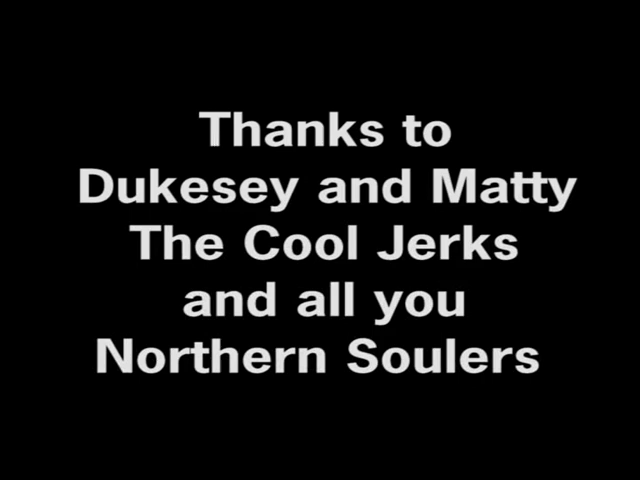 Thanks to
Dukesey and Matty
The Cool Jerks
and all you
Northern Soulers